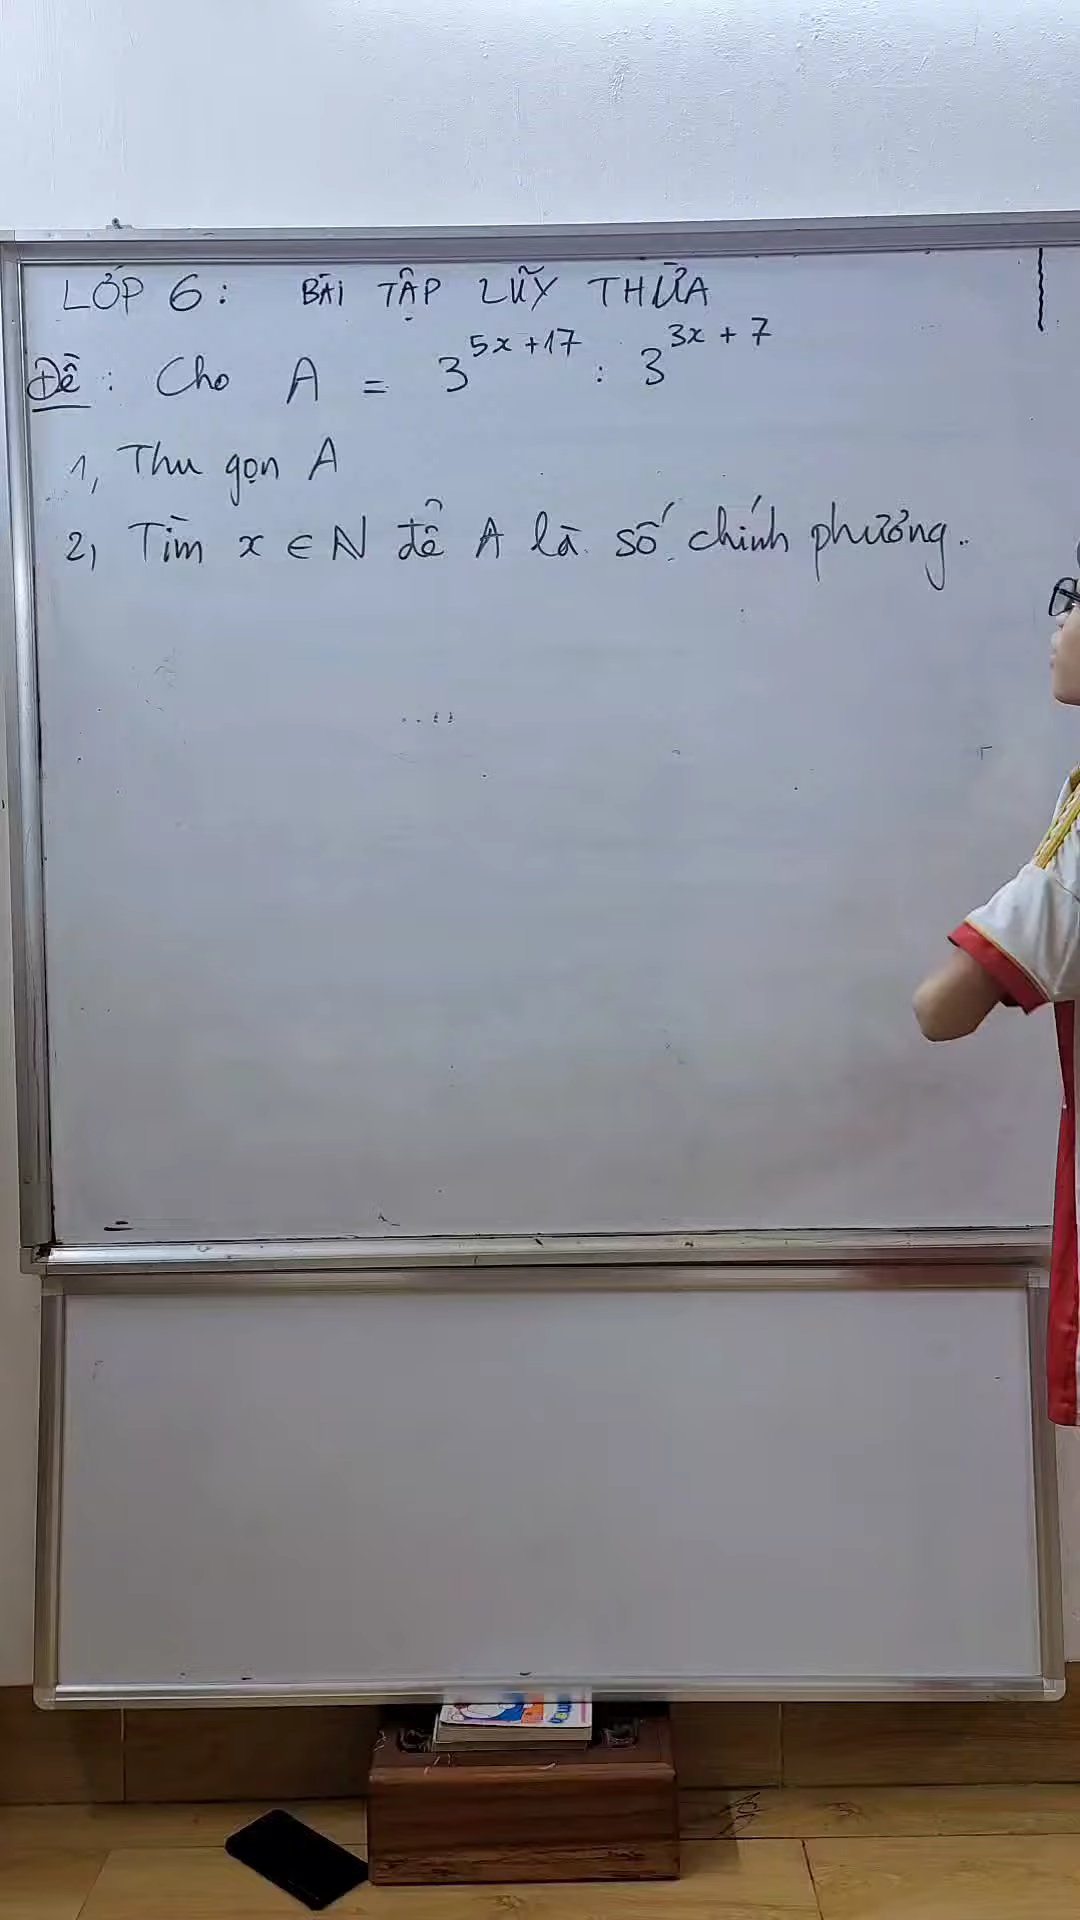 LỚP 6: BÀI TẬP LŨY THỪA
Đề: Cho A = 3^{5x+17} : 3^{3x+7}
1, Thu gọn A
2, Tìm x ∈ N để A là số chính phương.